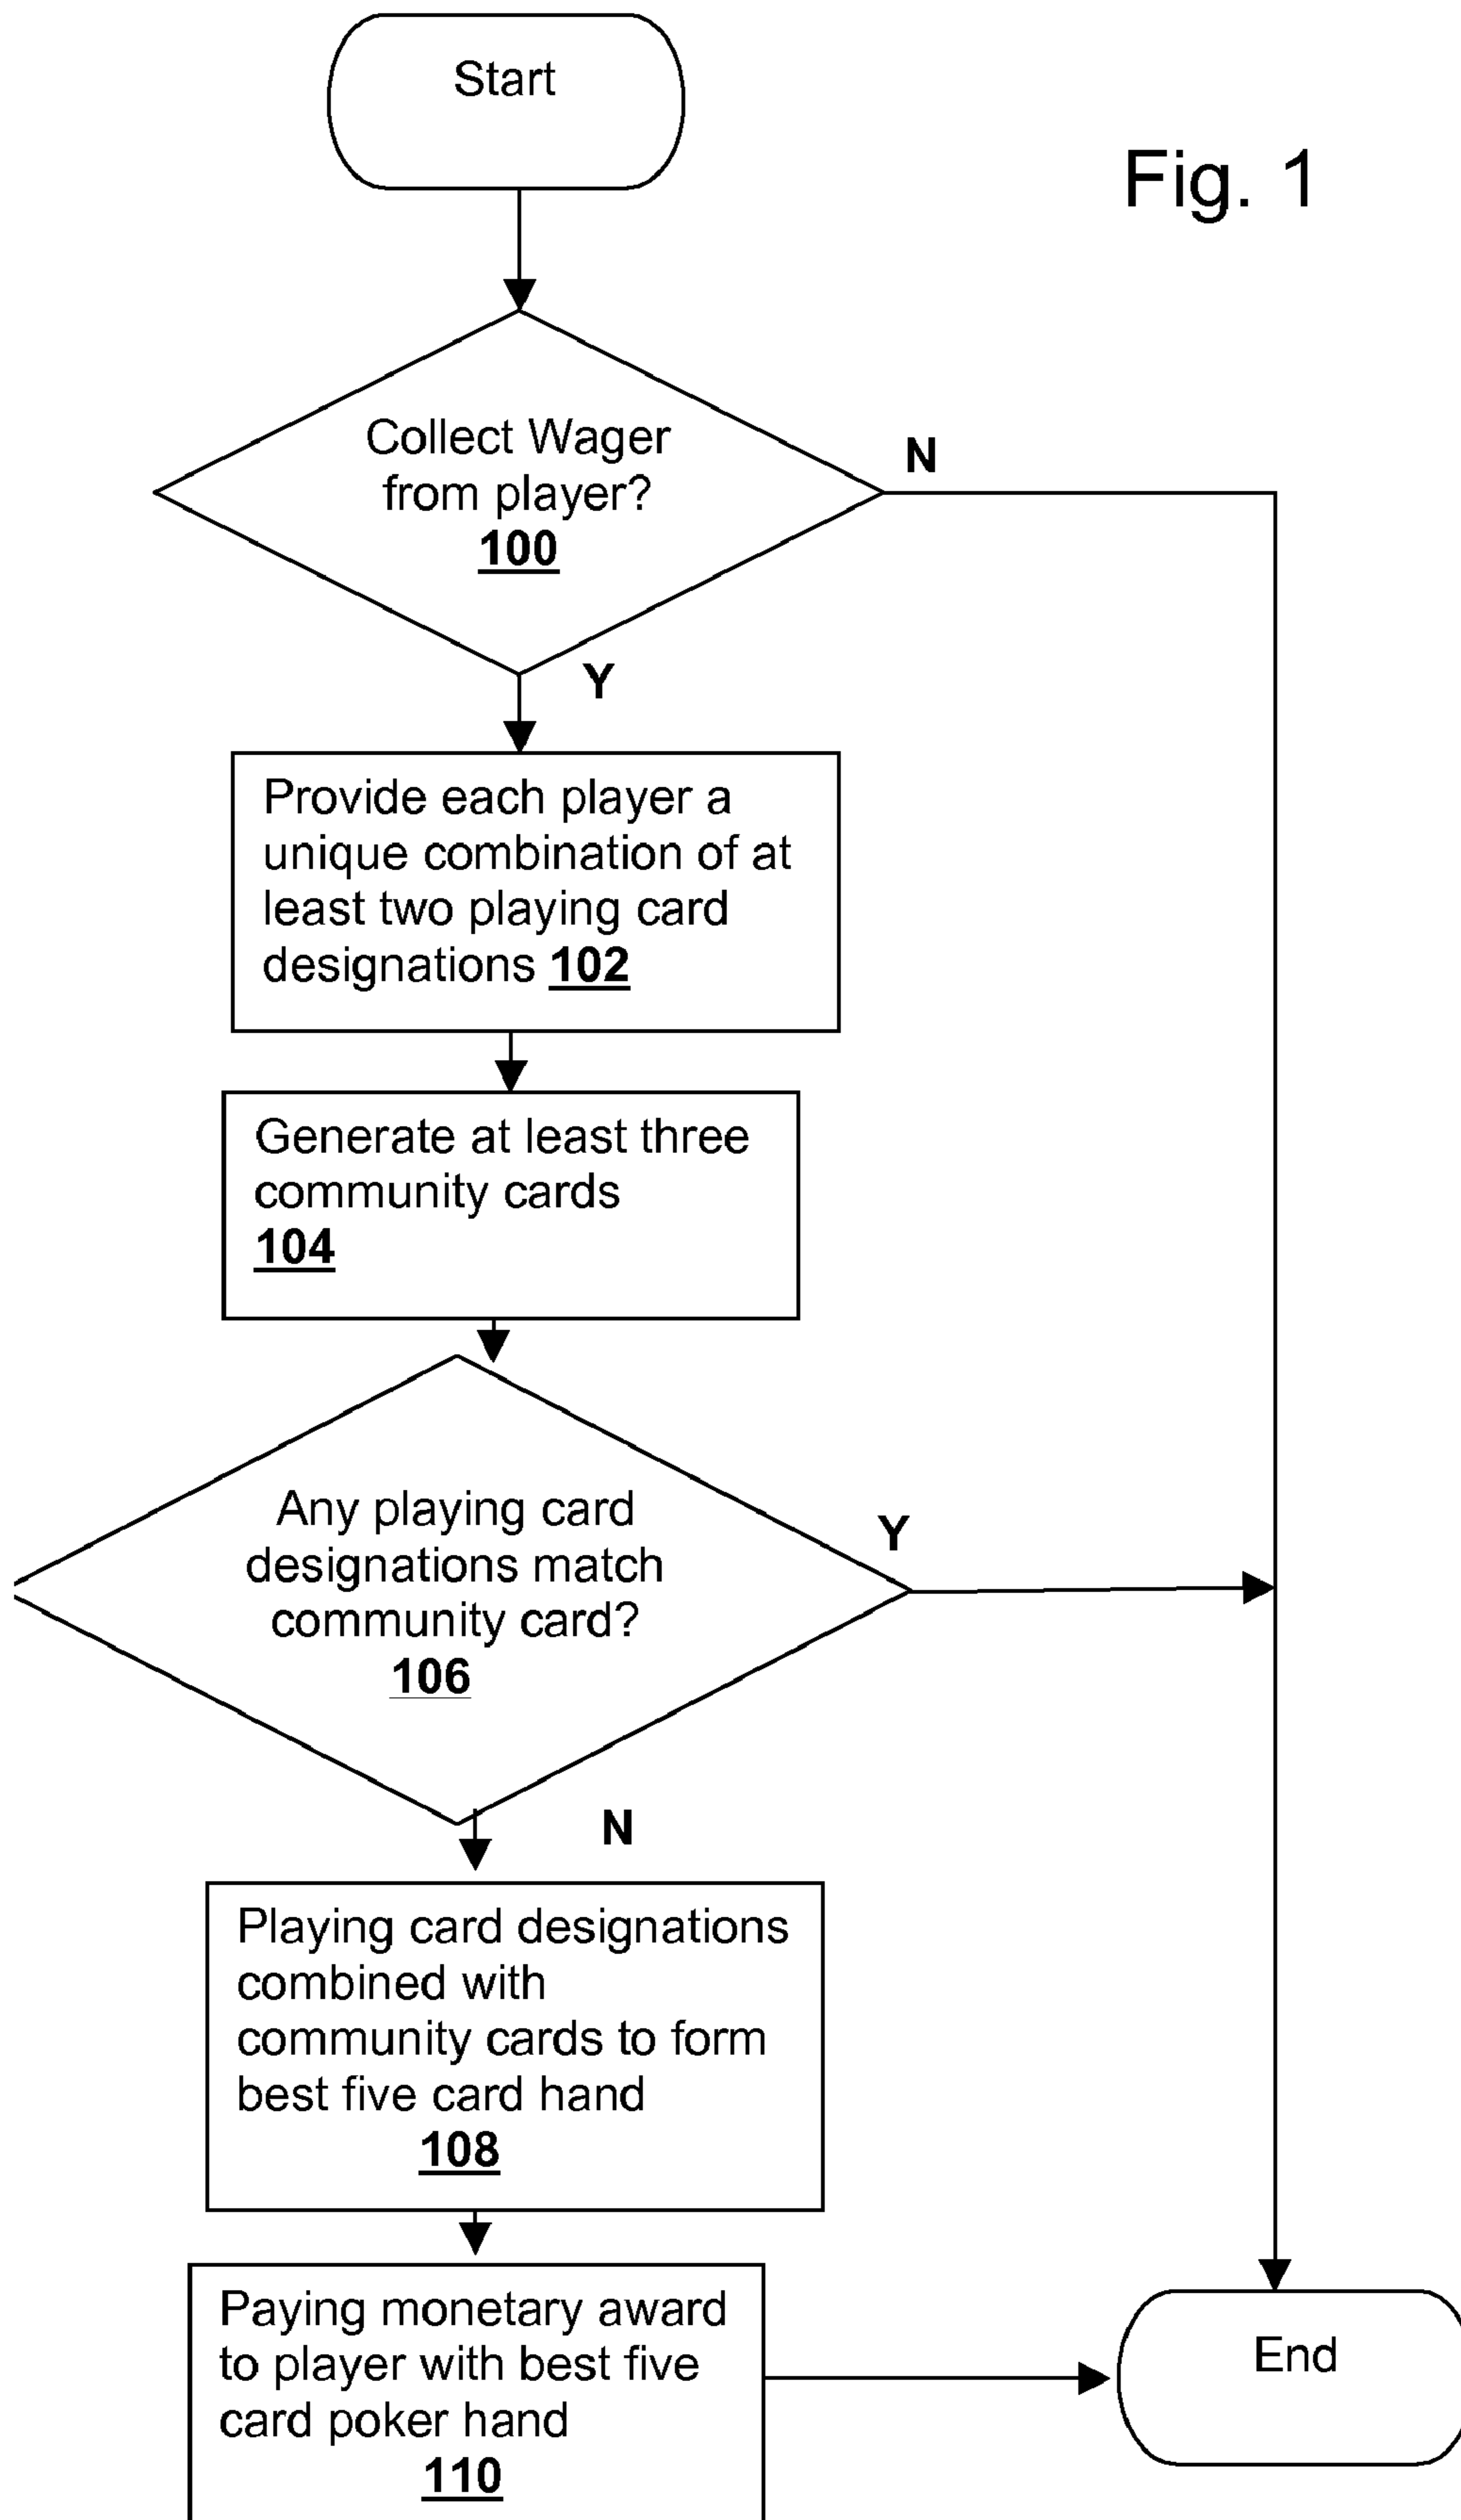 Start
Fig. 1
Collect Wager
from player?
100
N
Y
Provide each player a
unique combination of at
least two playing card
designations 102
Generate at least three
community cards
104
Any playing card
designations match
community card?
106
Y
N
Playing card designations
combined with
community cards to form
best five card hand
108
Paying monetary award
to player with best five
card poker hand
110
End